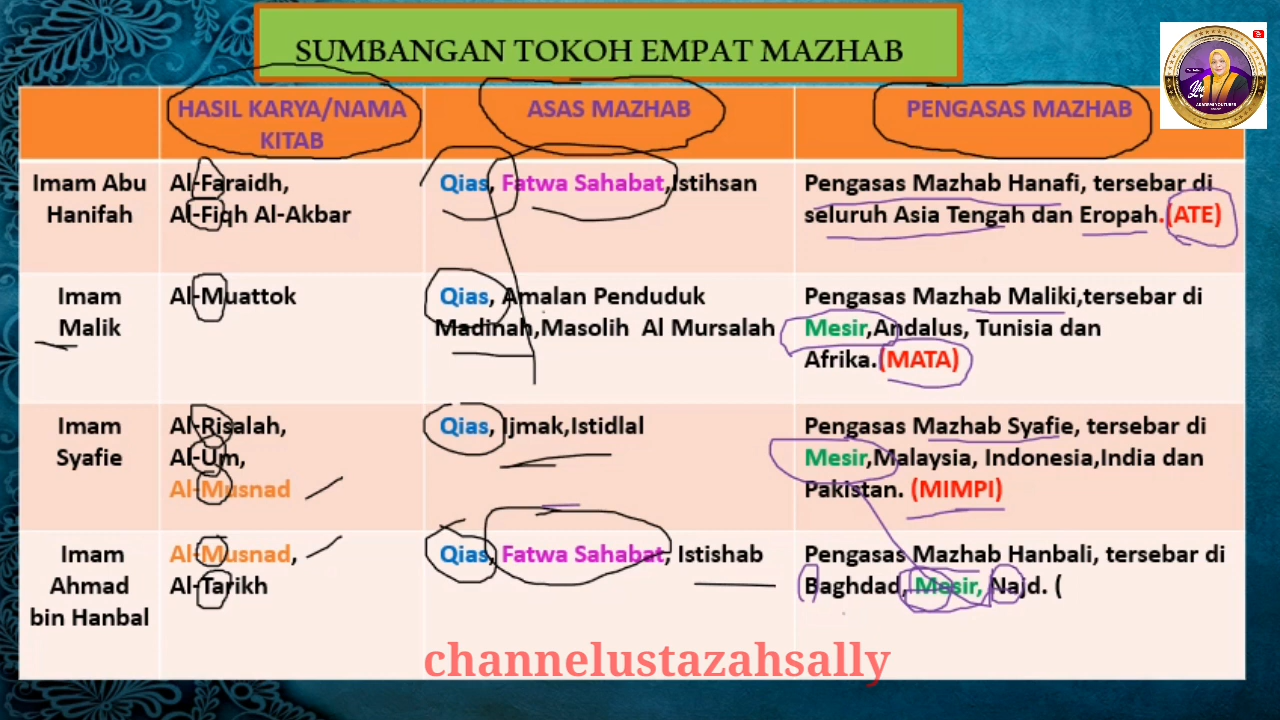 SUMBANGAN TOKOH EMPAT MAZHAB
HASIL KARYA/NAMA
KITAB
ASAS MAZHAB
PENGASAS MAZHAB
Imam Abu
Hanifah
Al-Faraidh,
Al-Fiqh Al-Akbar
Qias, Fatwa Sahabat,Istihsan
Pengasas Mazhab Hanafi, tersebar di
seluruh Asia Tengah dan Eropah.(ATE)
Imam
Malik
Al-Muattok
Qias, Amalan Penduduk
Madinah,Masolih Al Mursalah
Pengasas Mazhab Maliki,tersebar di
Mesir,Andalus, Tunisia dan
Afrika.(MATA)
Imam
Syafie
Al-Risalah,
Al-Um,
Al-Musnad
Qias, Ijmak,Istidlal
Pengasas Mazhab Syafie, tersebar di
Mesir,Malaysia, Indonesia,India dan
Pakistan. (MIMPI)
Imam
Ahmad
bin Hanbal
Al-Musnad,
Al-Tarikh
Qias, Fatwa Sahabat, Istishab
Pengasas Mazhab Hanbali, tersebar di
Baghdad, Mesir, Najd. (
channelustazahsally